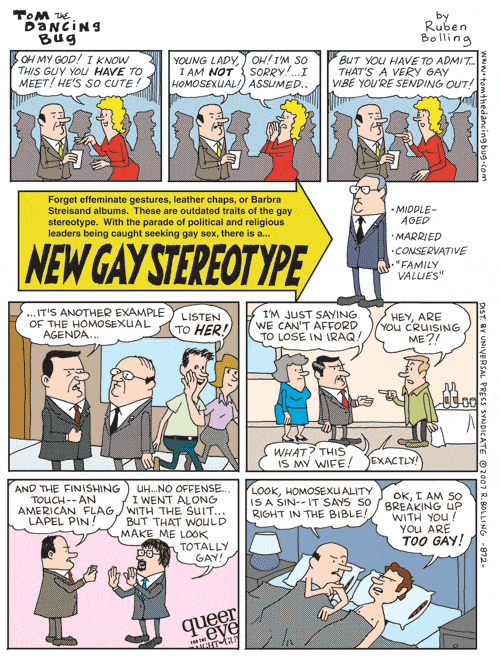 TOM THE
DANCING
BUG
by
RUBEN
BOLLING
OH MY GOD! I KNOW
THIS GUY YOU HAVE TO
MEET! HE'S SO CUTE!
YOUNG LADY,
I AM NOT
HOMOSEXUAL!
OH! I'M SO
SORRY!...I
ASSUMED..
BUT YOU HAVE TO ADMIT...
THAT'S A VERY GAY
VIBE YOU'RE SENDING OUT!
www.tomthedancingbug.com
Forget effeminate gestures, leather chaps, or Barbra
Streisand albums. These are outdated traits of the gay
stereotype. With the parade of political and religious
leaders being caught seeking gay sex, there is a...
NEW GAY STEREOTYPE
• MIDDLE-
AGED
• MARRIED
• CONSERVATIVE
• "FAMILY
VALUES"
...IT'S ANOTHER EXAMPLE
OF THE HOMOSEXUAL
AGENDA...
LISTEN
TO HER!
I'M JUST SAYING
WE CAN'T AFFORD
TO LOSE IN IRAQ!
HEY, ARE
YOU CRUISING
ME?!
WHAT? THIS
IS MY WIFE!
EXACTLY!
DIST. BY UNIVERSAL PRESS SYNDICATE © 2007 R. BOLLING -872-
AND THE FINISHING
TOUCH--AN
AMERICAN FLAG
LAPEL PIN!
UH...NO OFFENSE...
I WENT ALONG
WITH THE SUIT...
BUT THAT WOULD
MAKE ME LOOK
TOTALLY
GAY!
queer
eye
FOR THE
LOOK, HOMOSEXUALITY
IS A SIN--IT SAYS SO
RIGHT IN THE BIBLE!
OK, I AM SO
BREAKING UP
WITH YOU!
YOU ARE
TOO GAY!